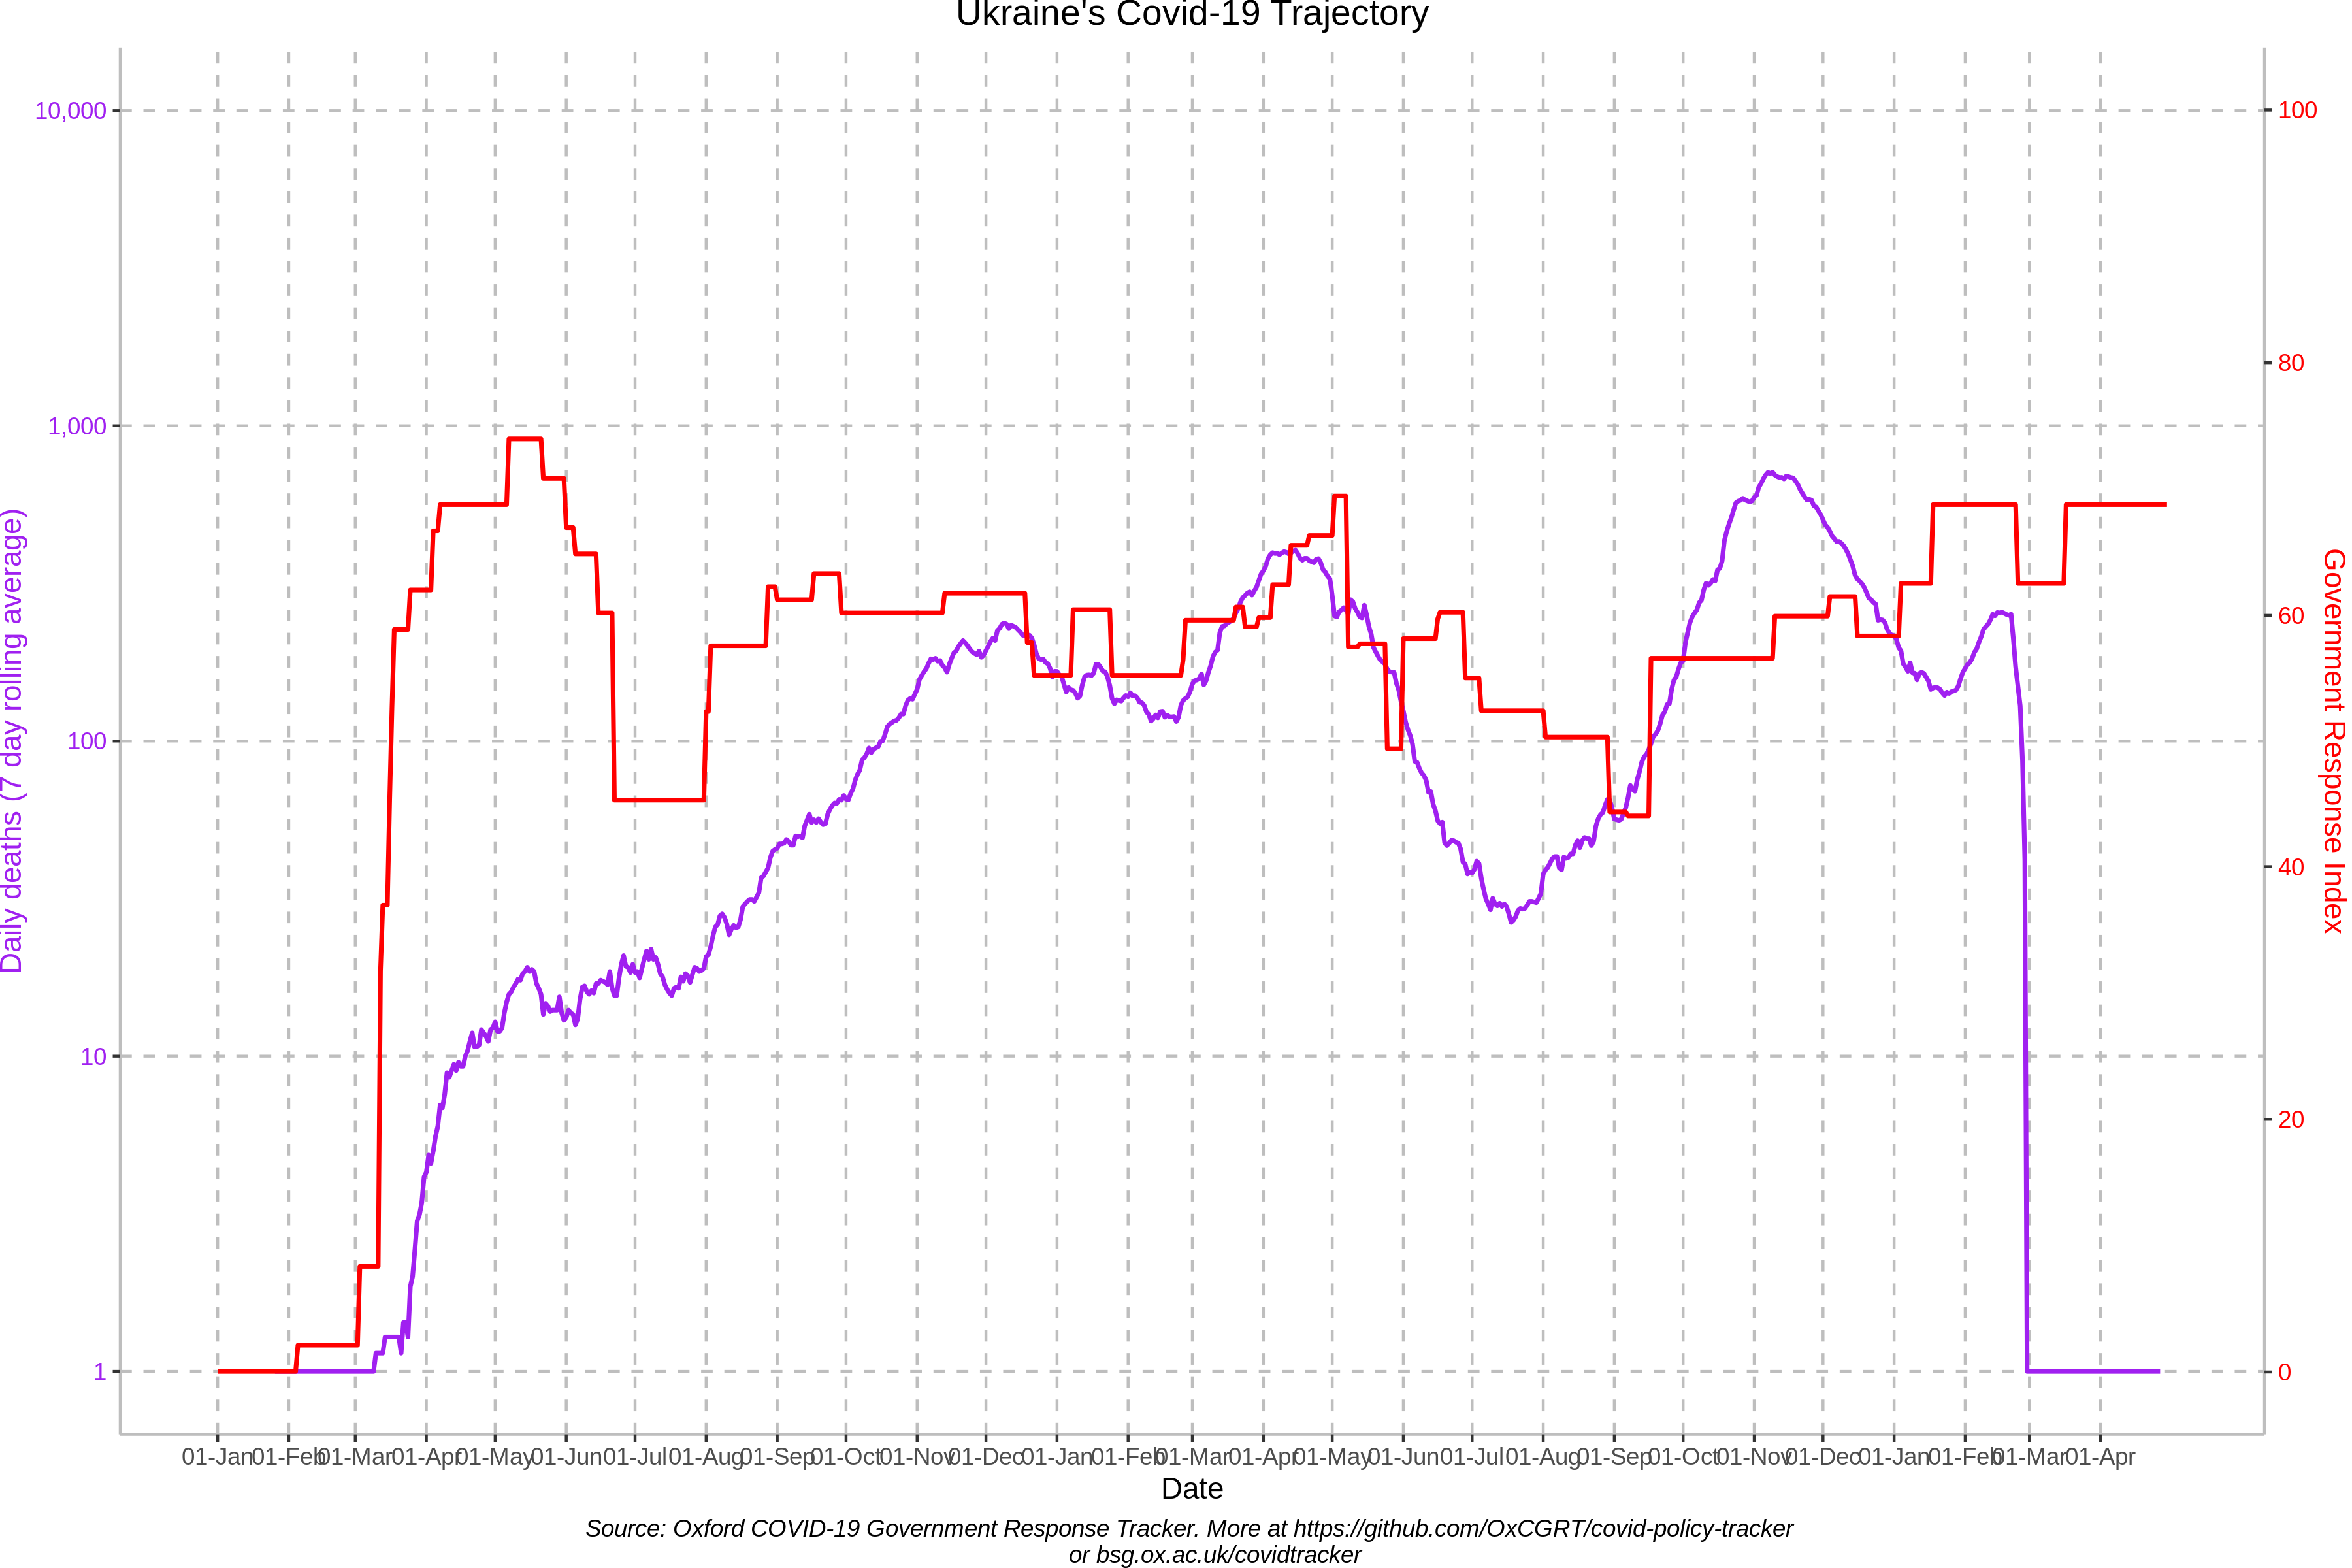 Ukraine's Covid-19 Trajectory
10,000
1,000
100
10
1
Daily deaths (7 day rolling average)
100
80
60
40
20
0
Government Response Index
01-Jan 01-Feb 01-Mar 01-Apr 01-May 01-Jun 01-Jul 01-Aug 01-Sep 01-Oct 01-Nov 01-Dec 01-Jan 01-Feb 01-Mar 01-Apr 01-May 01-Jun 01-Jul 01-Aug 01-Sep 01-Oct 01-Nov 01-Dec 01-Jan 01-Feb 01-Mar 01-Apr
Date
Source: Oxford COVID-19 Government Response Tracker. More at https://github.com/OxCGRT/covid-policy-tracker
or bsg.ox.ac.uk/covidtracker